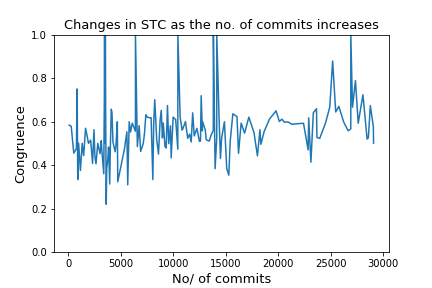 Changes in STC as the no. of commits increases
1.0
0.8
0.6
0.4
0.2
0.0
Congruence
0 5000 10000 15000 20000 25000 30000
No/ of commits